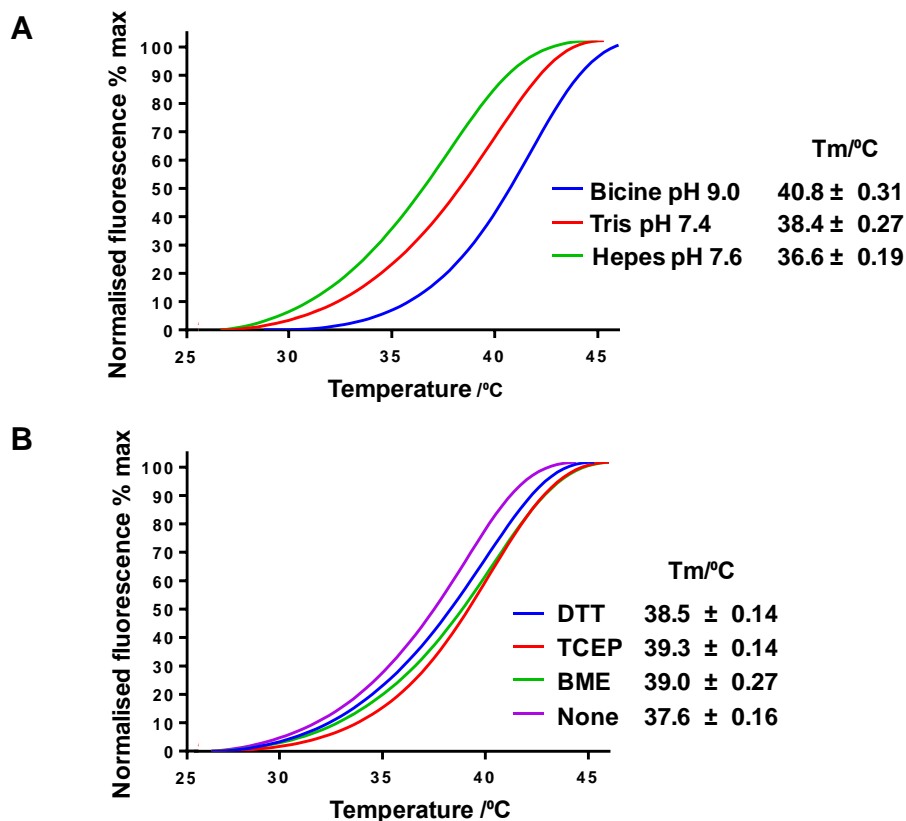 A
Normalised fluorescence % max
100
90
80
70
60
50
40
30
20
10
0
25
30
35
40
45
Temperature /ºC
Tm/ºC
Bicine pH 9.0 40.8 ± 0.31
Tris pH 7.4 38.4 ± 0.27
Hepes pH 7.6 36.6 ± 0.19
B
Normalised fluorescence % max
100
90
80
70
60
50
40
30
20
10
0
25
30
35
40
45
Temperature /ºC
Tm/ºC
DTT 38.5 ± 0.14
TCEP 39.3 ± 0.14
BME 39.0 ± 0.27
None 37.6 ± 0.16